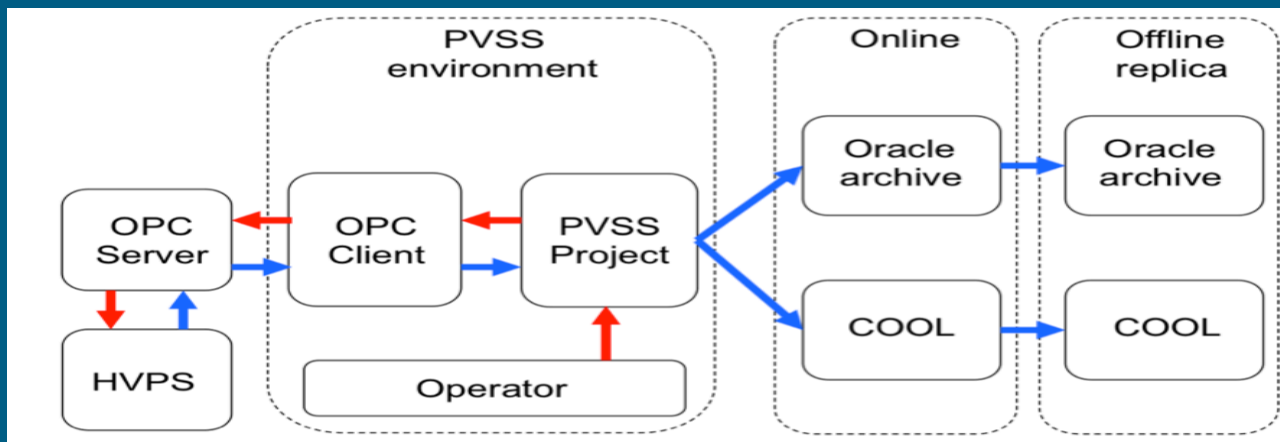 PVSS
environment
Online
Offline
replica
OPC
Server
OPC
Client
PVSS
Project
Oracle
archive
Oracle
archive
HVPS
Operator
COOL
COOL